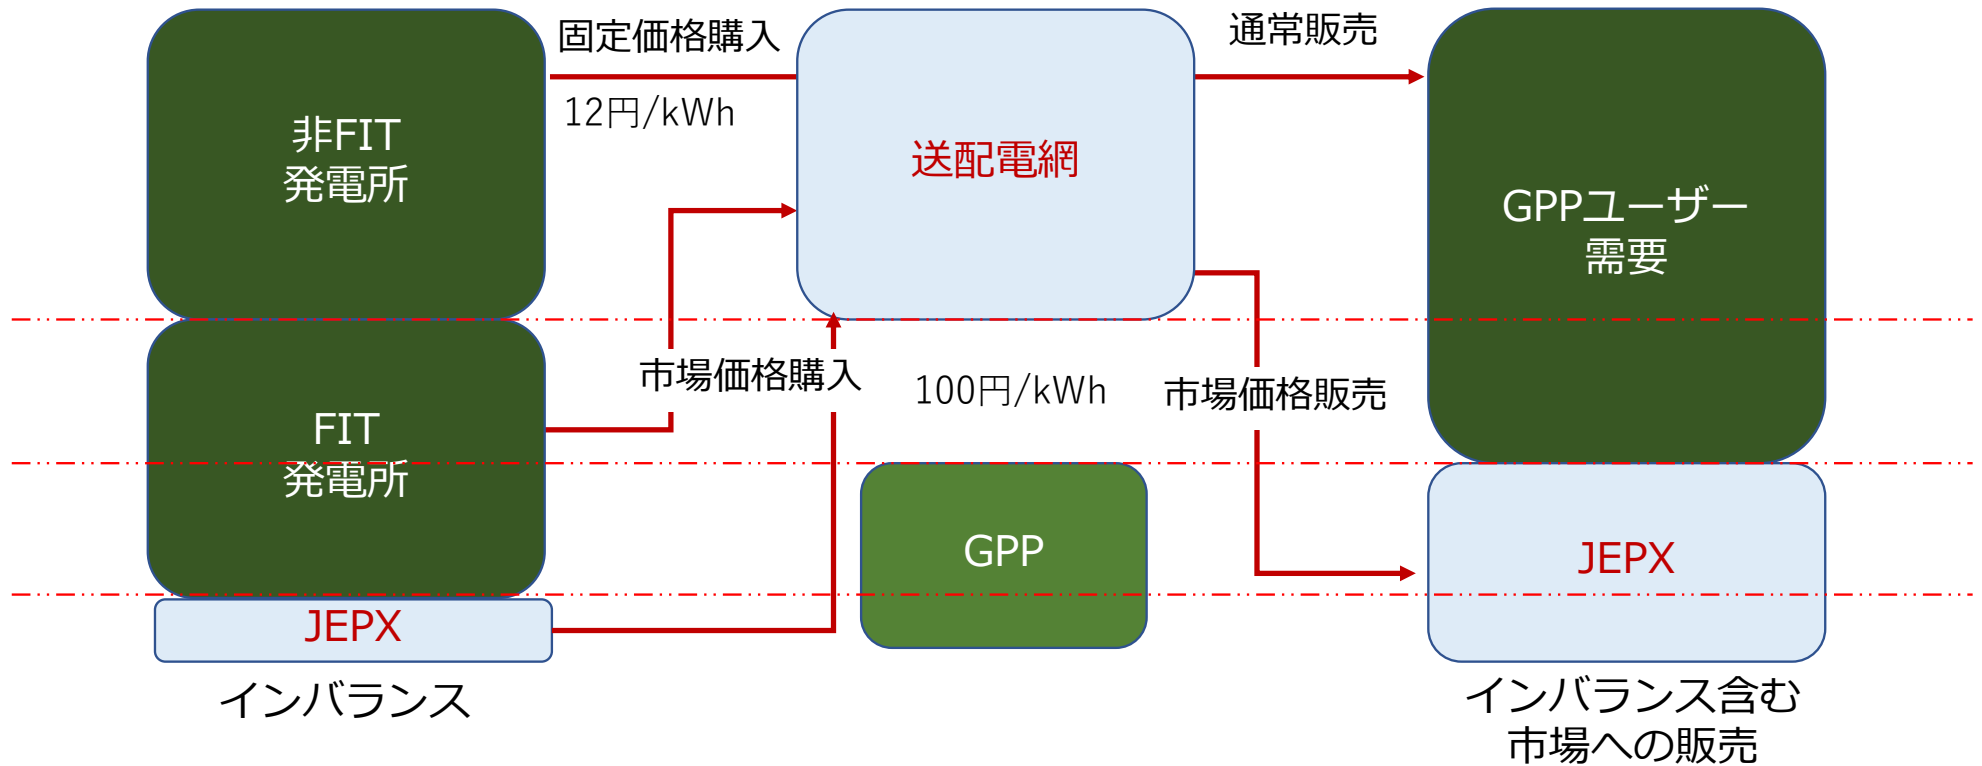 固定価格購入
通常販売
12円/kWh
非FIT
発電所
送配電網
GPPユーザー
需要
市場価格購入
100円/kWh
市場価格販売
FIT
発電所
GPP
JEPX
JEPX
インバランス
インバランス含む
市場への販売